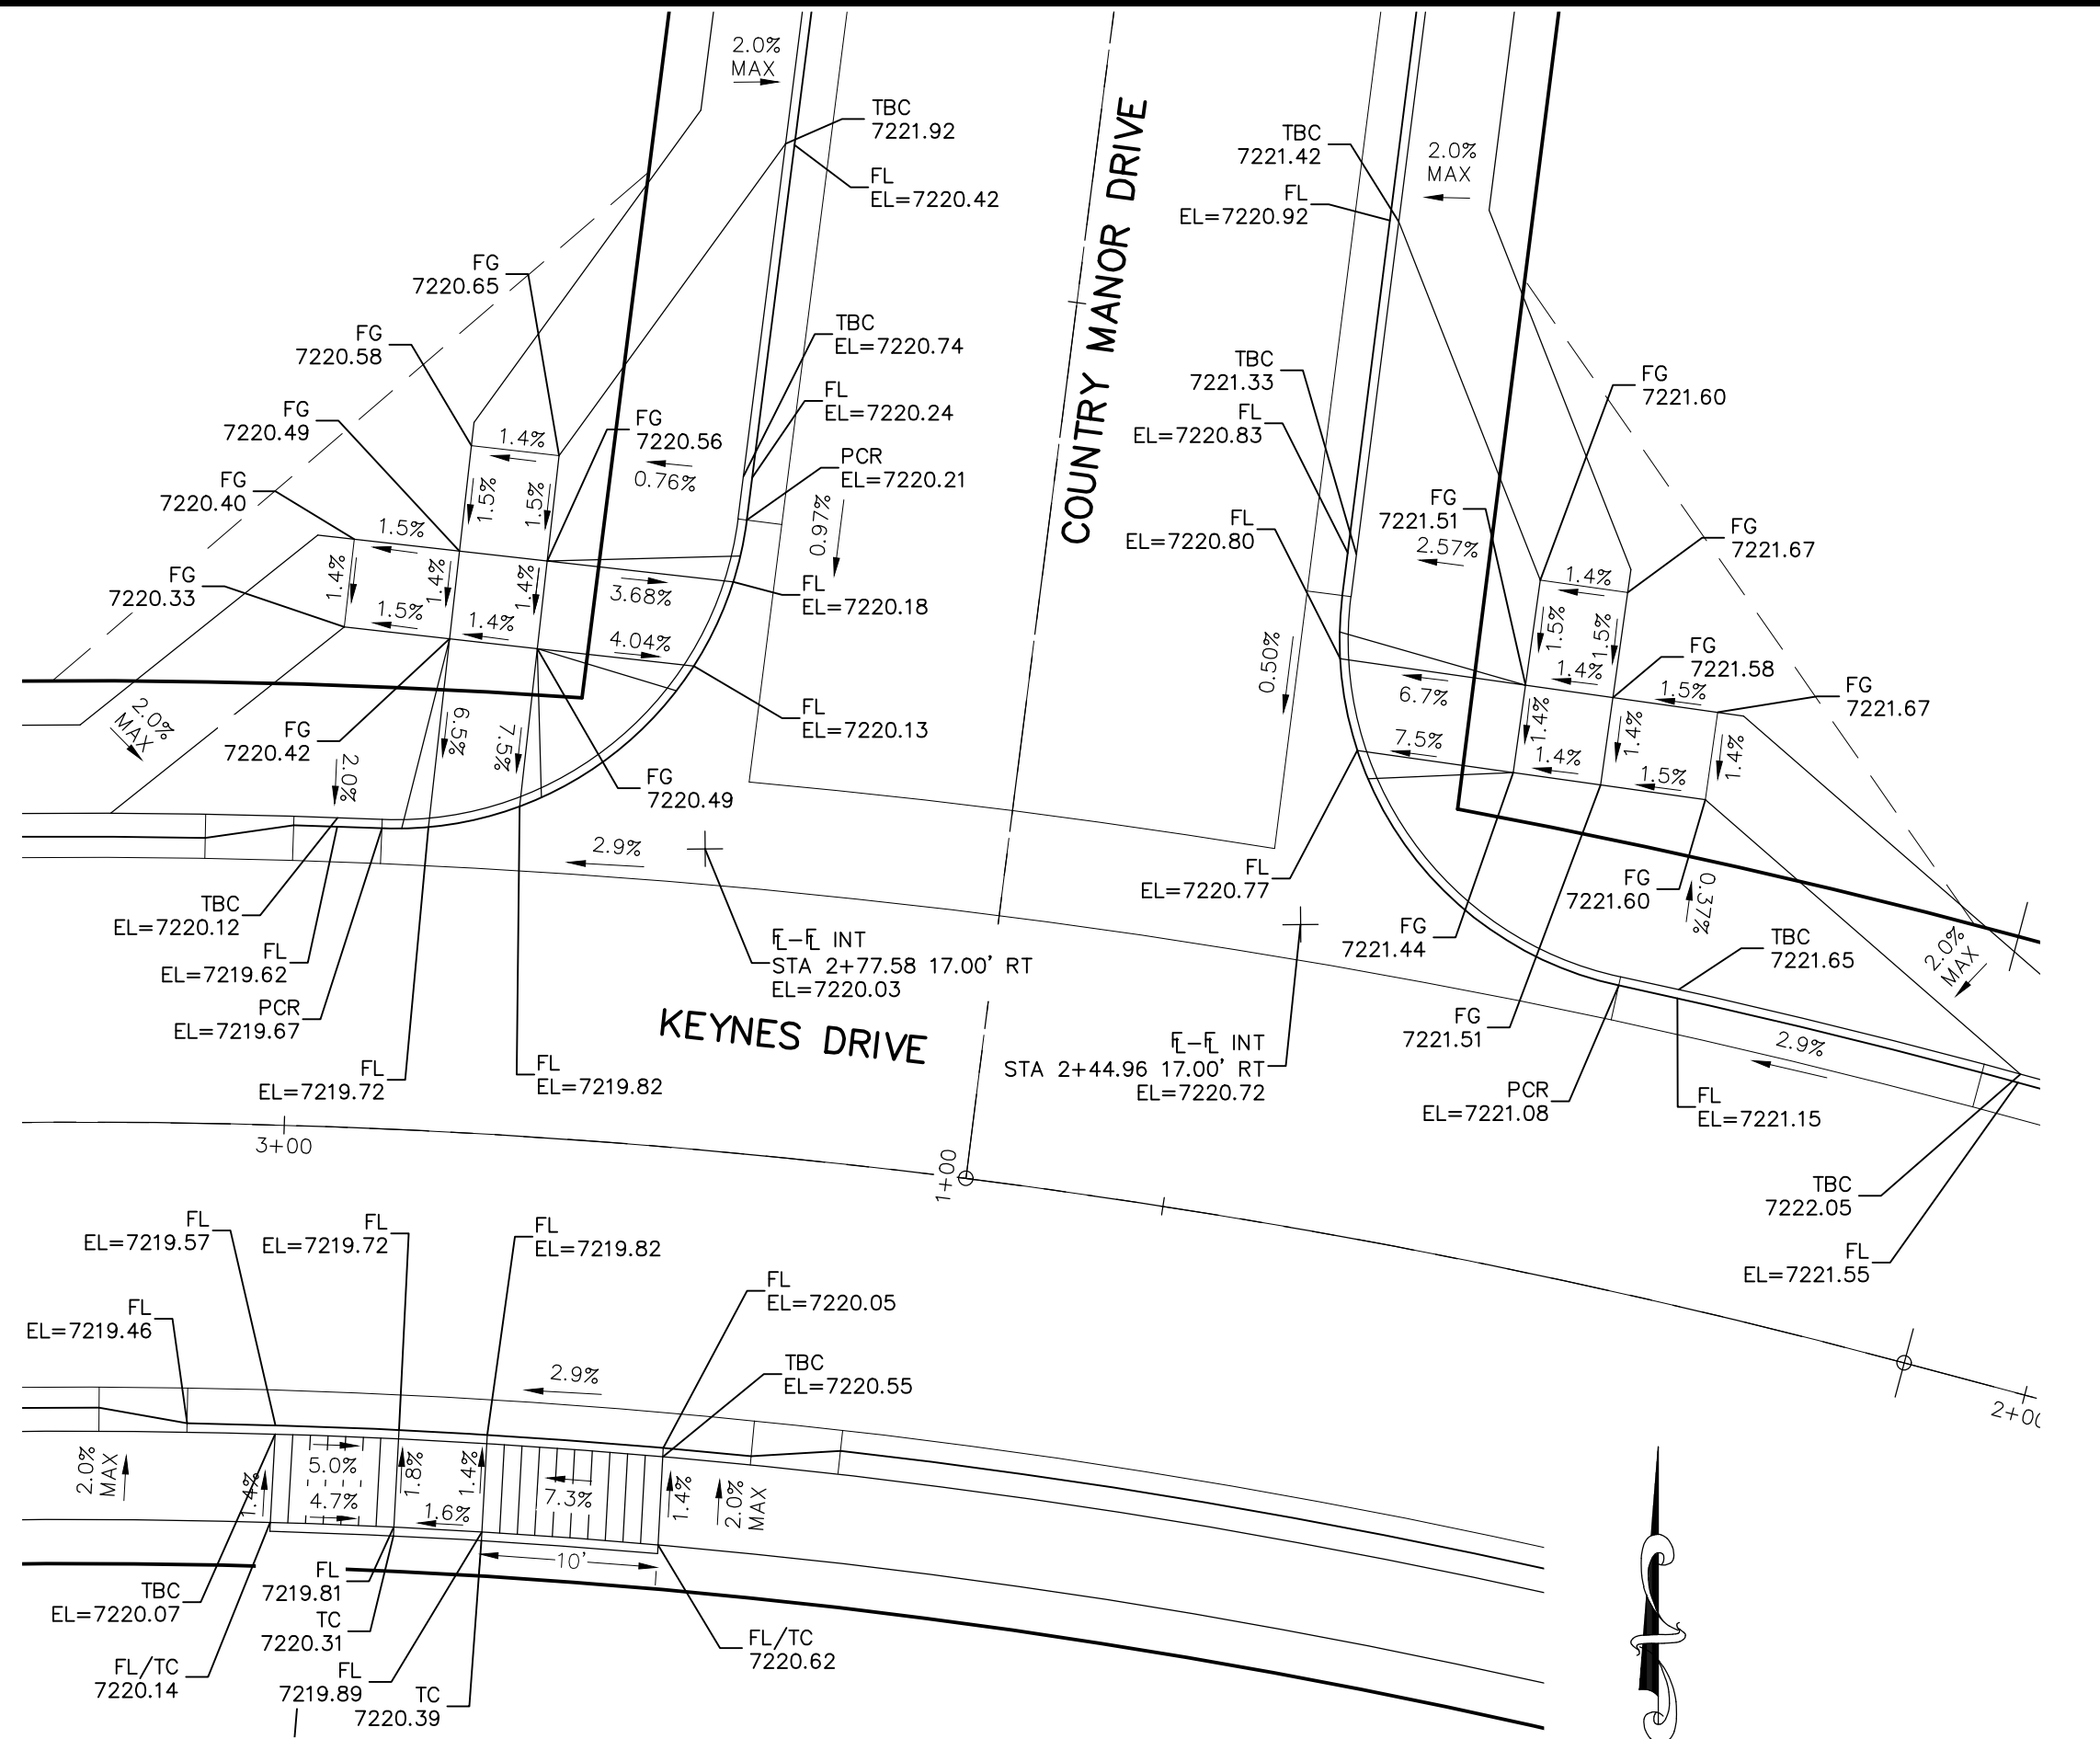 2.0%
MAX
TBC
7221.92
FL
EL=7220.42
TBC
7221.42
2.0%
MAX
FL
EL=7220.92
COUNTRY MANOR DRIVE
FG
7220.65
FG
7220.58
TBC
EL=7220.74
FG
7220.49
FL
EL=7220.24
FG
7220.56
1.4%
0.76%
PCR
EL=7220.21
FG
7220.40
1.5%
1.5%
0.97%
1.5%
1.4%
1.4%
1.4%
FG
7220.33
1.5%
1.4%
3.68%
FL
EL=7220.18
4.04%
FL
EL=7220.13
2.0%
MAX
FG
7220.42
2.0%
6.5%
7.5%
FG
7220.49
2.9%
TBC
7221.33
FL
EL=7220.83
FG
7221.60
FG
7221.51
2.57%
FL
EL=7220.80
FG
7221.67
1.4%
1.5%
1.5%
0.50%
FG
7221.58
1.4%
1.5%
FG
7221.67
6.7%
1.4%
1.4%
1.4%
7.5%
1.4%
1.5%
FL
EL=7220.77
FG
7221.60
0.37%
FG
7221.44
TBC
7221.65
2.0%
MAX
FG
7221.51
2.9%
TBC
EL=7220.12
FL
EL=7219.62
PCR
EL=7219.67
FL
EL=7219.72
FL
EL=7219.82
FL-FL INT
STA 2+77.58 17.00' RT
EL=7220.03
KEYNES DRIVE
FL-FL INT
STA 2+44.96 17.00' RT
EL=7220.72
PCR
EL=7221.08
FL
EL=7221.15
3+00
1+00
TBC
7222.05
FL
EL=7221.55
2+00
FL
EL=7219.57
FL
EL=7219.72
FL
EL=7219.82
FL
EL=7220.05
FL
EL=7219.46
2.9%
TBC
EL=7220.55
2.0%
MAX
1.4%
5.0%
4.7%
1.8%
1.4%
1.6%
7.3%
1.4%
2.0%
MAX
10'
TBC
EL=7220.07
FL
7219.81
TC
7220.31
FL/TC
7220.14
FL
7219.89
TC
7220.39
FL/TC
7220.62